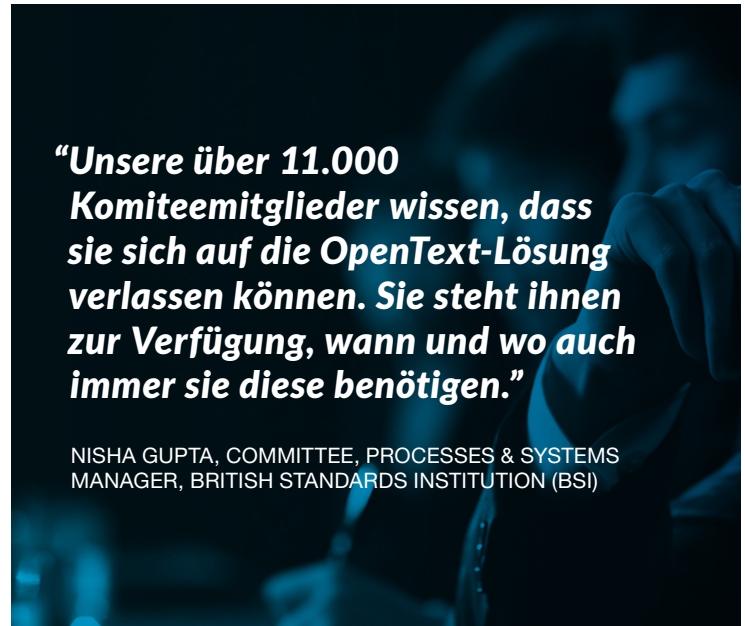 “Unsere über 11.000
Komiteemitglieder wissen, dass
sie sich auf die OpenText-Lösung
verlassen können. Sie steht ihnen
zur Verfügung, wann und wo auch
immer sie diese benötigen.”
NISHA GUPTA, COMMITTEE, PROCESSES & SYSTEMS
MANAGER, BRITISH STANDARDS INSTITUTION (BSI)